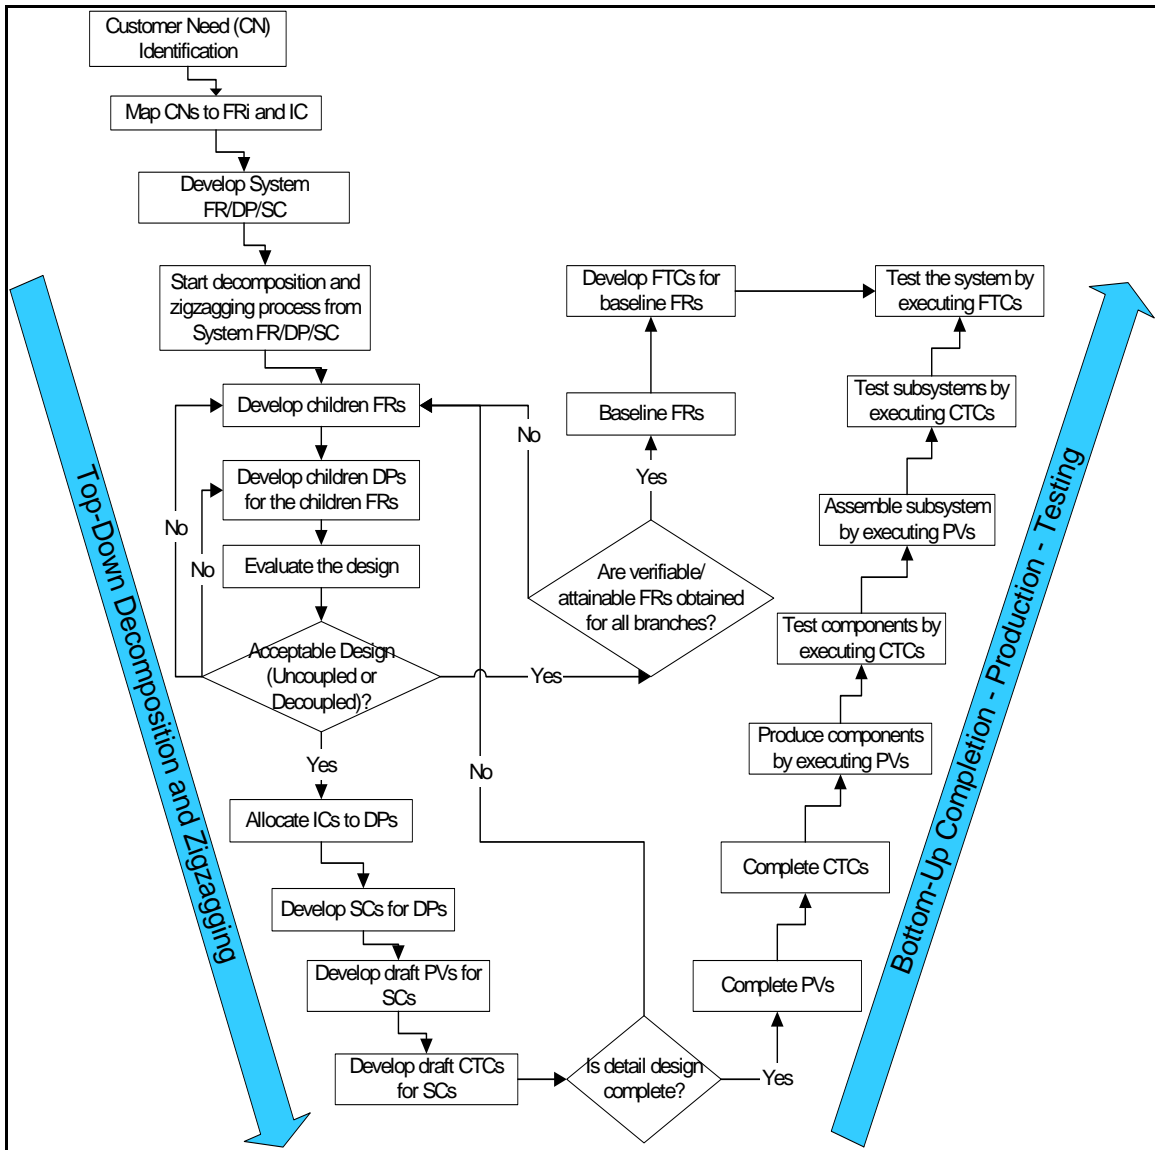 Customer Need (CN)
Identification
Map CNs to FRi and IC
Develop System
FR/DP/SC
Start decomposition and
zigzagging process from
System FR/DP/SC
Develop children FRs
No
Develop children DPs
for the children FRs
No
Evaluate the design
Acceptable Design
(Uncoupled or
Decoupled)?
Yes
Yes
Allocate ICs to DPs
Develop SCs for DPs
Develop draft PVs for
SCs
Develop draft CTCs
for SCs
Is detail design
complete?
No
Yes
Are verifiable/
attainable FRs obtained
for all branches?
No
Yes
Baseline FRs
Develop FTCs for
baseline FRs
Complete PVs
Complete CTCs
Produce components
by executing PVs
Test components by
executing CTCs
Assemble subsystem
by executing PVs
Test subsystems by
executing CTCs
Test the system by
executing FTCs
Top-Down Decomposition and Zigzagging
Bottom-Up Completion - Production - Testing